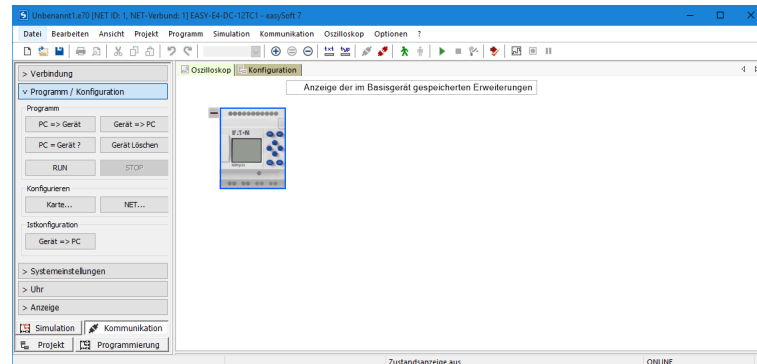 Unbenannt1.e70 [NET ID: 1, NET-Verbund: 1] EASY-E4-DC-12TC1 - easySoft 7
Datei Bearbeiten Ansicht Projekt Programm Simulation Kommunikation Oszilloskop Optionen ?
> Verbindung
v Programm / Konfiguration
Programm
PC => Gerät Gerät => PC
PC = Gerät ? Gerät Löschen
RUN STOP
Konfigurieren
Karte... NET...
Istkonfiguration
Gerät => PC
> Systemeinstellungen
> Uhr
> Anzeige
Simulation Kommunikation
Projekt Programmierung
Oszilloskop Konfiguration
Anzeige der im Basisgerät gespeicherten Erweiterungen
Zustandsanzeige aus ONLINE